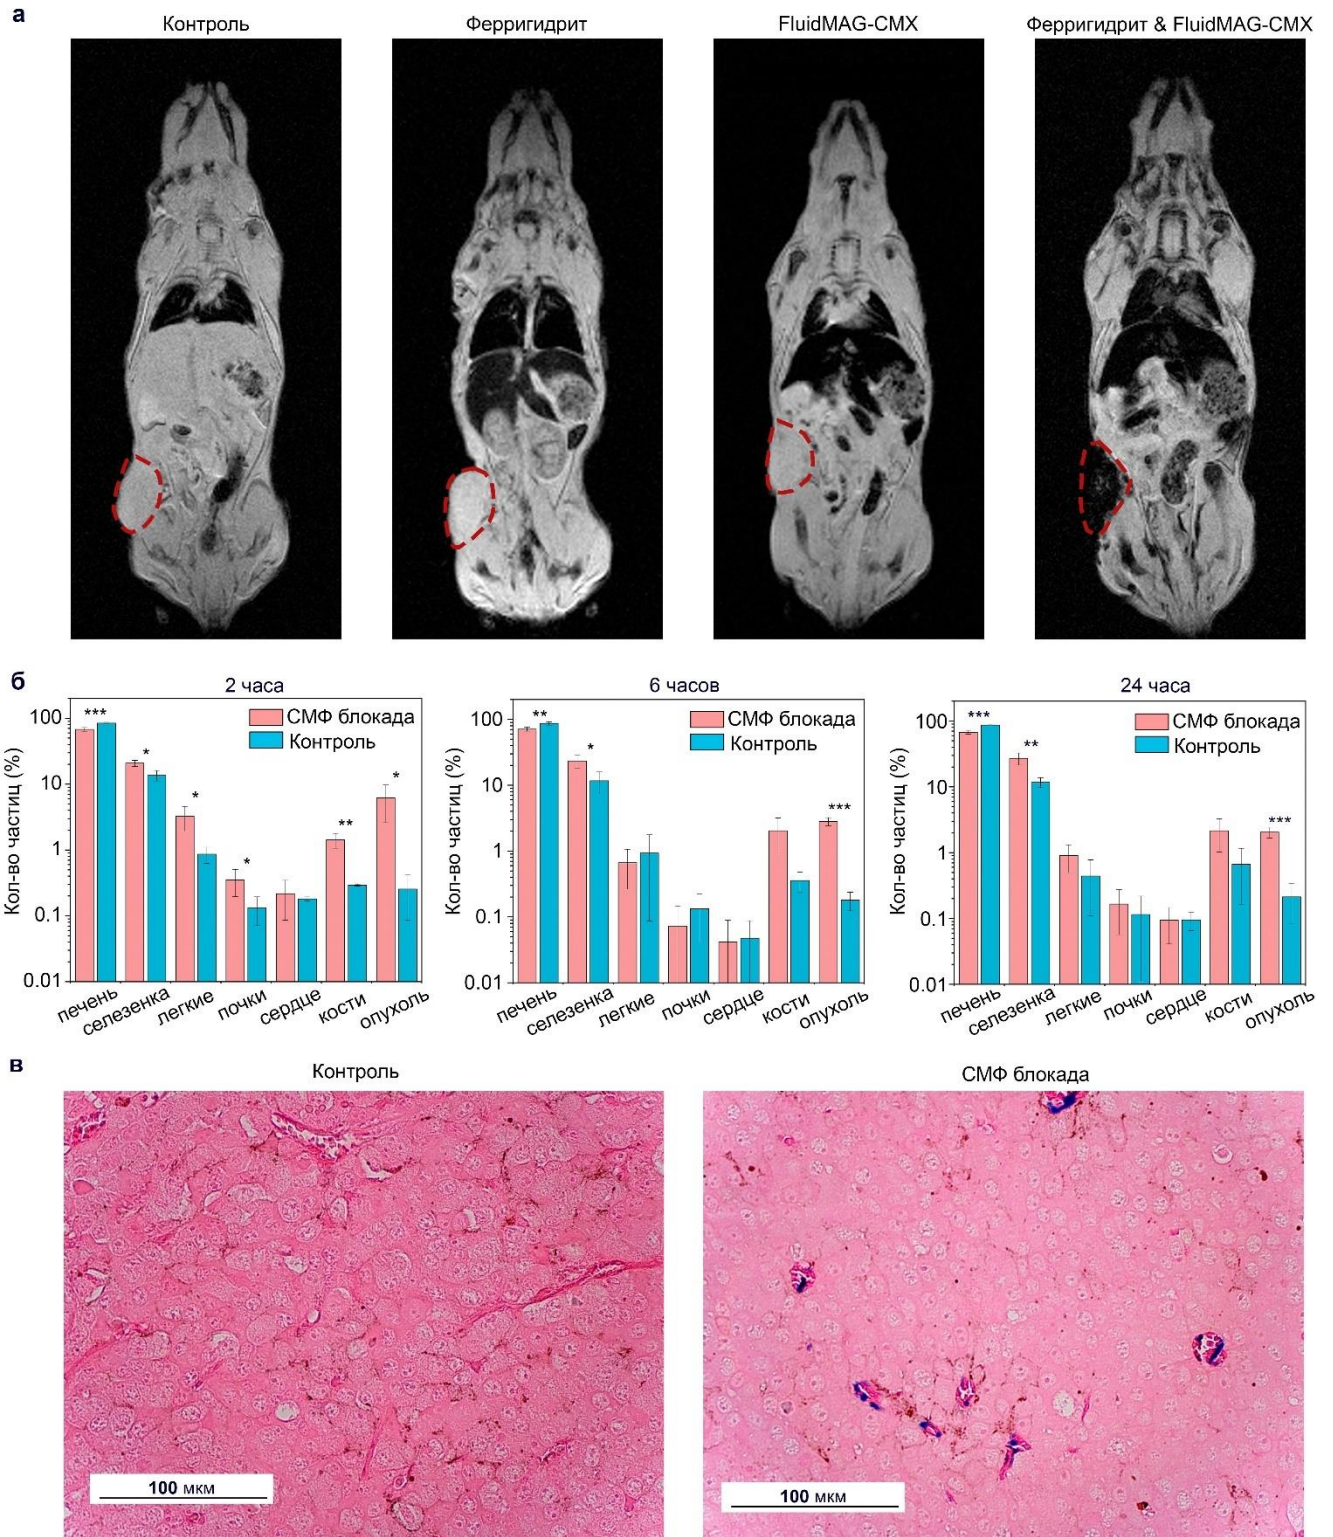 а
Контроль
Ферригидрит
FluidMAG-CMX
Ферригидрит & FluidMAG-CMX
б
2 часа
Кол-во частиц (%)
100
10
1
0.1
0.01
СМФ блокада
Контроль
***
*
*
*
**
*
печень
селезенка
легкие
почки
сердце
кости
опухоль
6 часов
Кол-во частиц (%)
100
10
1
0.1
0.01
СМФ блокада
Контроль
**
*
***
печень
селезенка
легкие
почки
сердце
кости
опухоль
24 часа
Кол-во частиц (%)
100
10
1
0.1
0.01
СМФ блокада
Контроль
***
**
***
печень
селезенка
легкие
почки
сердце
кости
опухоль
в
Контроль
СМФ блокада
100 мкм
100 мкм